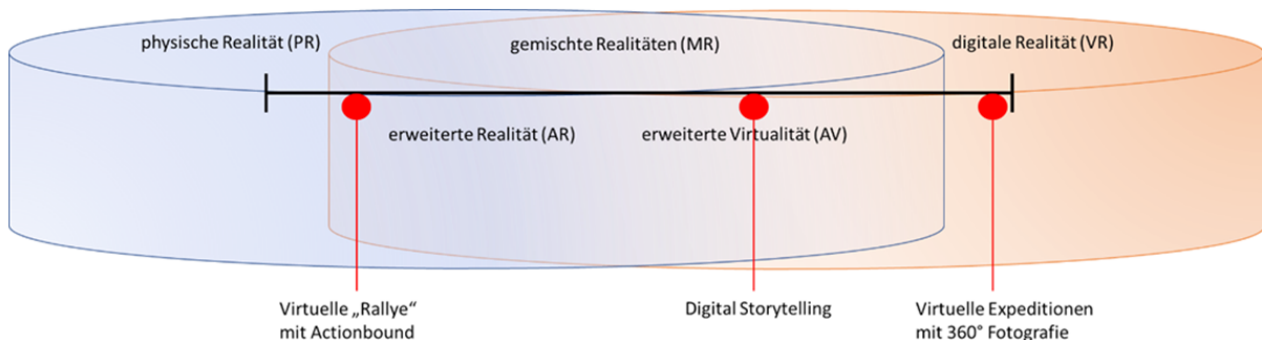 physische Realität (PR)
gemischte Realitäten (MR)
digitale Realität (VR)
erweiterte Realität (AR)
erweiterte Virtualität (AV)
Virtuelle „Rallye“
mit Actionbound
Digital Storytelling
Virtuelle Expeditionen
mit 360° Fotografie